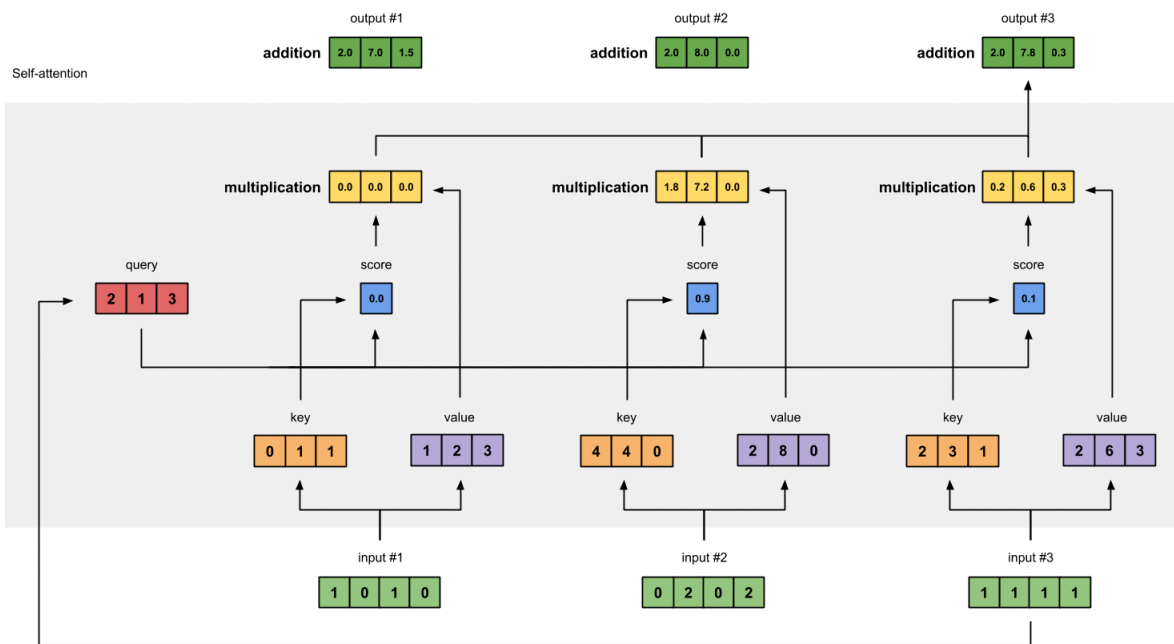 output #1 output #2 output #3
addition 2.0 7.0 1.5 addition 2.0 8.0 0.0 addition 2.0 7.8 0.3
Self-attention
multiplication 0.0 0.0 0.0 multiplication 1.8 7.2 0.0 multiplication 0.2 0.6 0.3
query score score score
2 1 3 0.0 0.9 0.1
key value key value key value
0 1 1 1 2 3 4 4 0 2 8 0 2 3 1 2 6 3
input #1 input #2 input #3
1 0 1 0 0 2 0 2 1 1 1 1